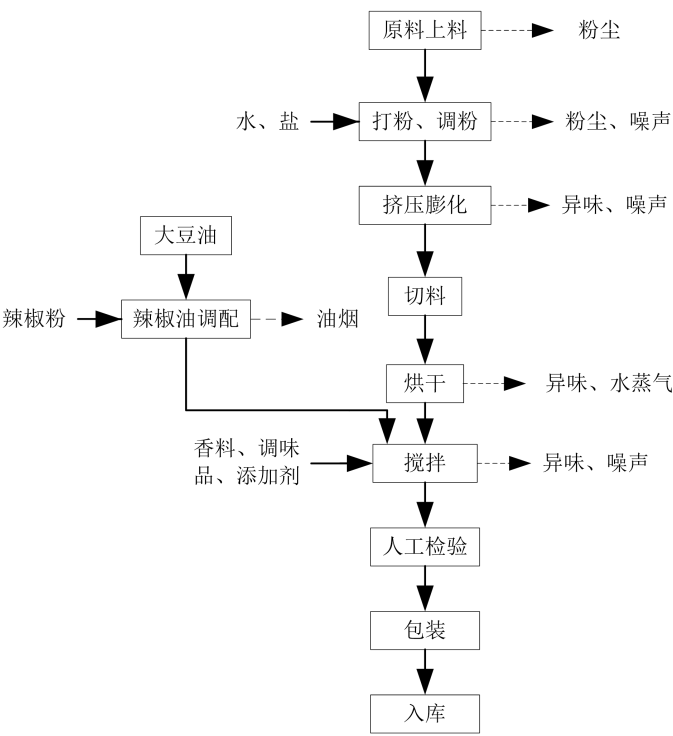 原料上料
粉尘
水、盐
打粉、调粉
粉尘、噪声
挤压膨化
异味、噪声
大豆油
切料
辣椒粉
辣椒油调配
油烟
烘干
异味、水蒸气
香料、调味
品、添加剂
搅拌
异味、噪声
人工检验
包装
入库